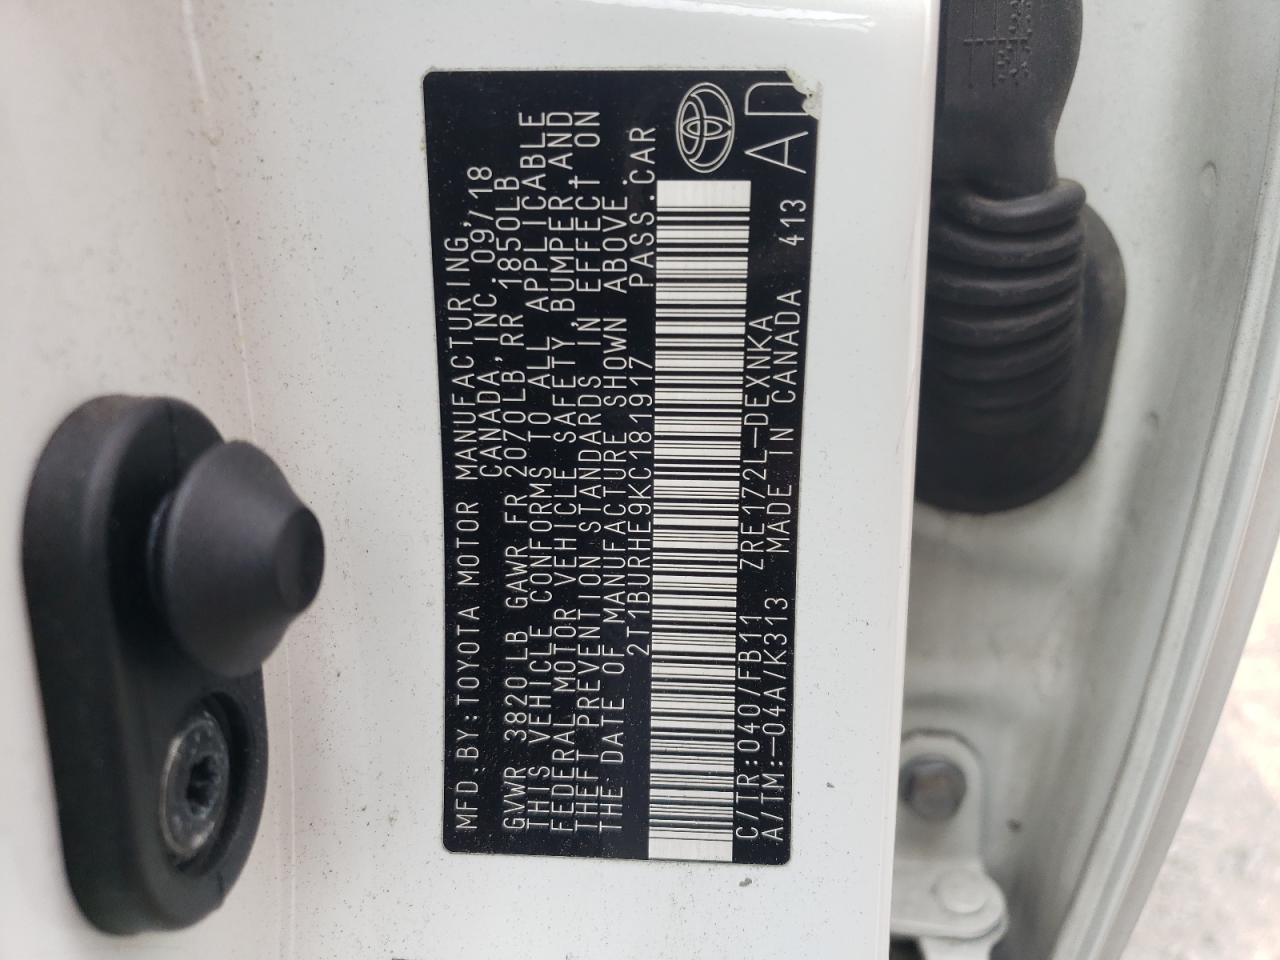 MFD.BY:TOYOTA MOTOR MANUFACTURING,
CANADA, INC. 09/18
GVWR 3820LB GAWR FR 2070LB, RR 1850LB
THIS VEHICLE CONFORMS TO ALL APPLICABLE
FEDERAL MOTOR VEHICLE SAFETY, BUMPER, AND
THEFT PREVENTION STANDARDS IN EFFECT ON
THE DATE OF MANUFACTURE SHOWN ABOVE.
2T1BURHE9KC181917 PASS.CAR
C/TR:040/FB11 ZRE172L-DEXNKA
A/TM:-04A/K313 MADE IN CANADA 413
AD